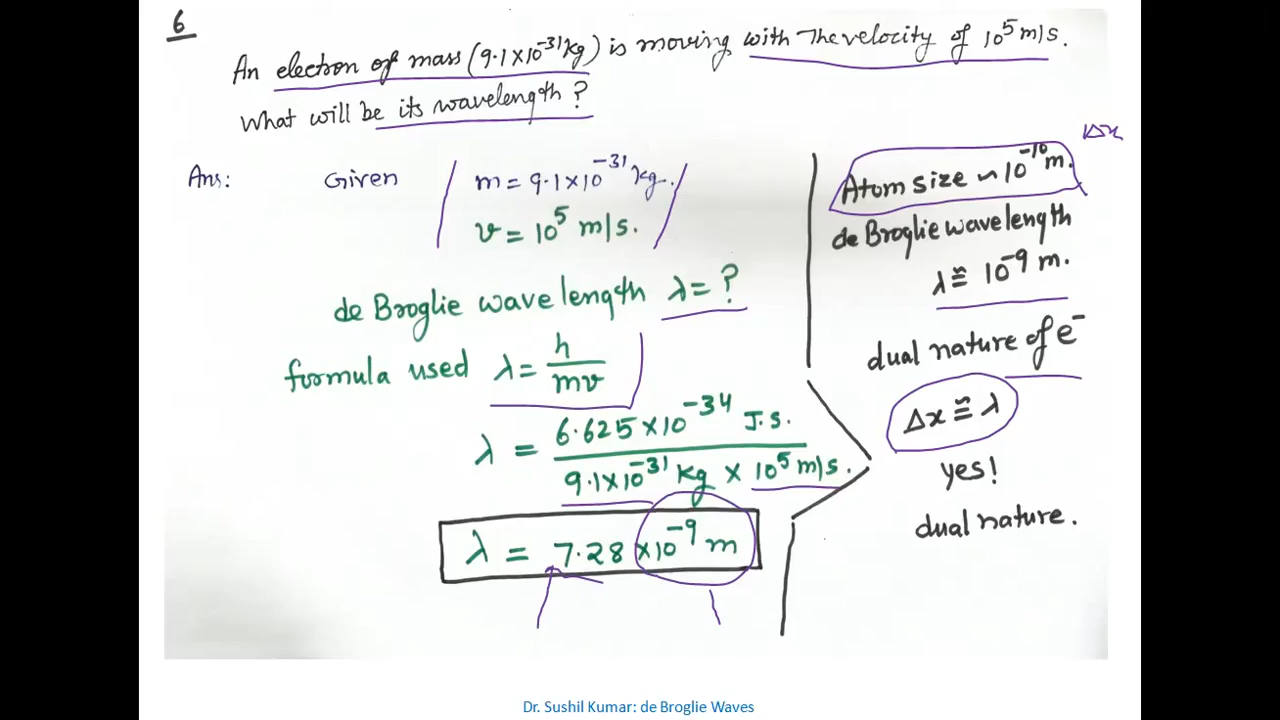 6
An electron of mass (9.1×10⁻³¹kg) is moving with the velocity of 10⁵ m/s.
What will be its wavelength?
Ans: Given m = 9.1×10⁻³¹ kg.
v = 10⁵ m/s.
de Broglie wavelength λ = ?
formula used λ = h/mv
λ = 6.625×10⁻³⁴ J.s. / 9.1×10⁻³¹ kg × 10⁵ m/s.
λ = 7.28 ×10⁻⁹ m
Δx
Atom size ~ 10⁻¹⁰ m.
de Broglie wavelength
λ ≅ 10⁻⁹ m.
dual nature of e⁻
Δx ≅ λ
yes!
dual nature.
Dr. Sushil Kumar: de Broglie Waves